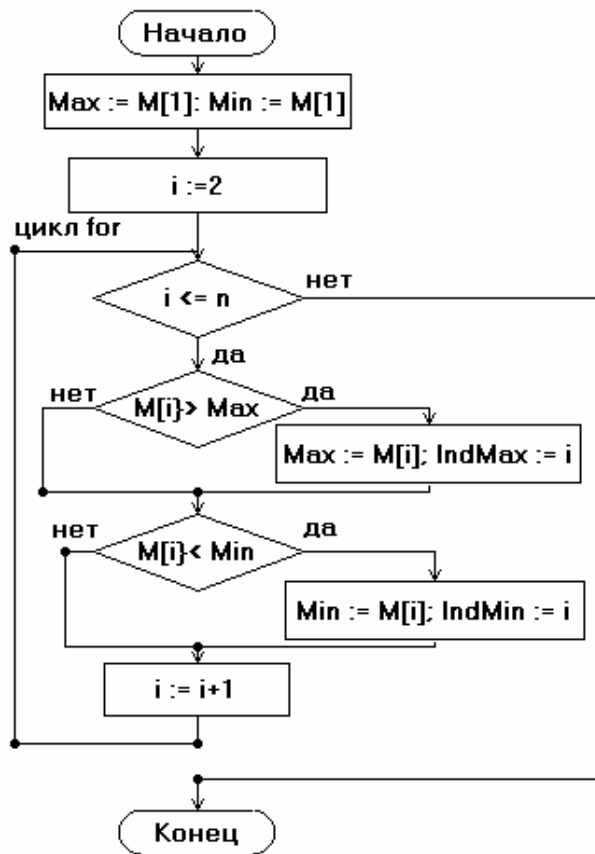 Начало
Max := M[1]: Min := M[1]
i :=2
цикл for
i <= n
нет
да
нет
M[i}> Max
да
Max := M[i]; IndMax := i
нет
M[i}< Min
да
Min := M[i]; IndMin := i
i := i+1
Конец